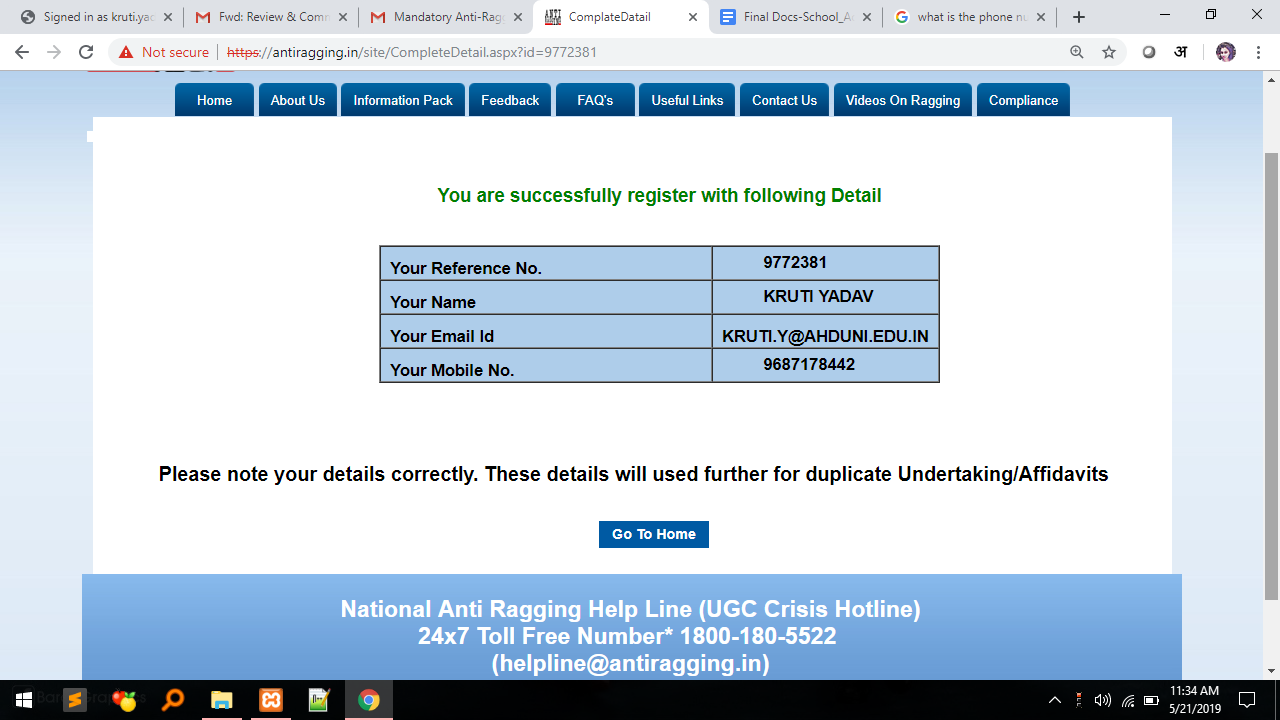 Signed in as kruti.yac
Fwd: Review & Comm
Mandatory Anti-Ragg
ComplateDatail
Final Docs-School_A
what is the phone nu
Not secure
https://antiragging.in/site/CompleteDetail.aspx?id=9772381
अ
Home
About Us
Information Pack
Feedback
FAQ's
Useful Links
Contact Us
Videos On Ragging
Compliance
You are successfully register with following Detail
Your Reference No. 9772381
Your Name KRUTI YADAV
Your Email Id KRUTI.Y@AHDUNI.EDU.IN
Your Mobile No. 9687178442
Please note your details correctly. These details will used further for duplicate Undertaking/Affidavits
Go To Home
National Anti Ragging Help Line (UGC Crisis Hotline)
24x7 Toll Free Number* 1800-180-5522
(helpline@antiragging.in)
11:34 AM
5/21/2019